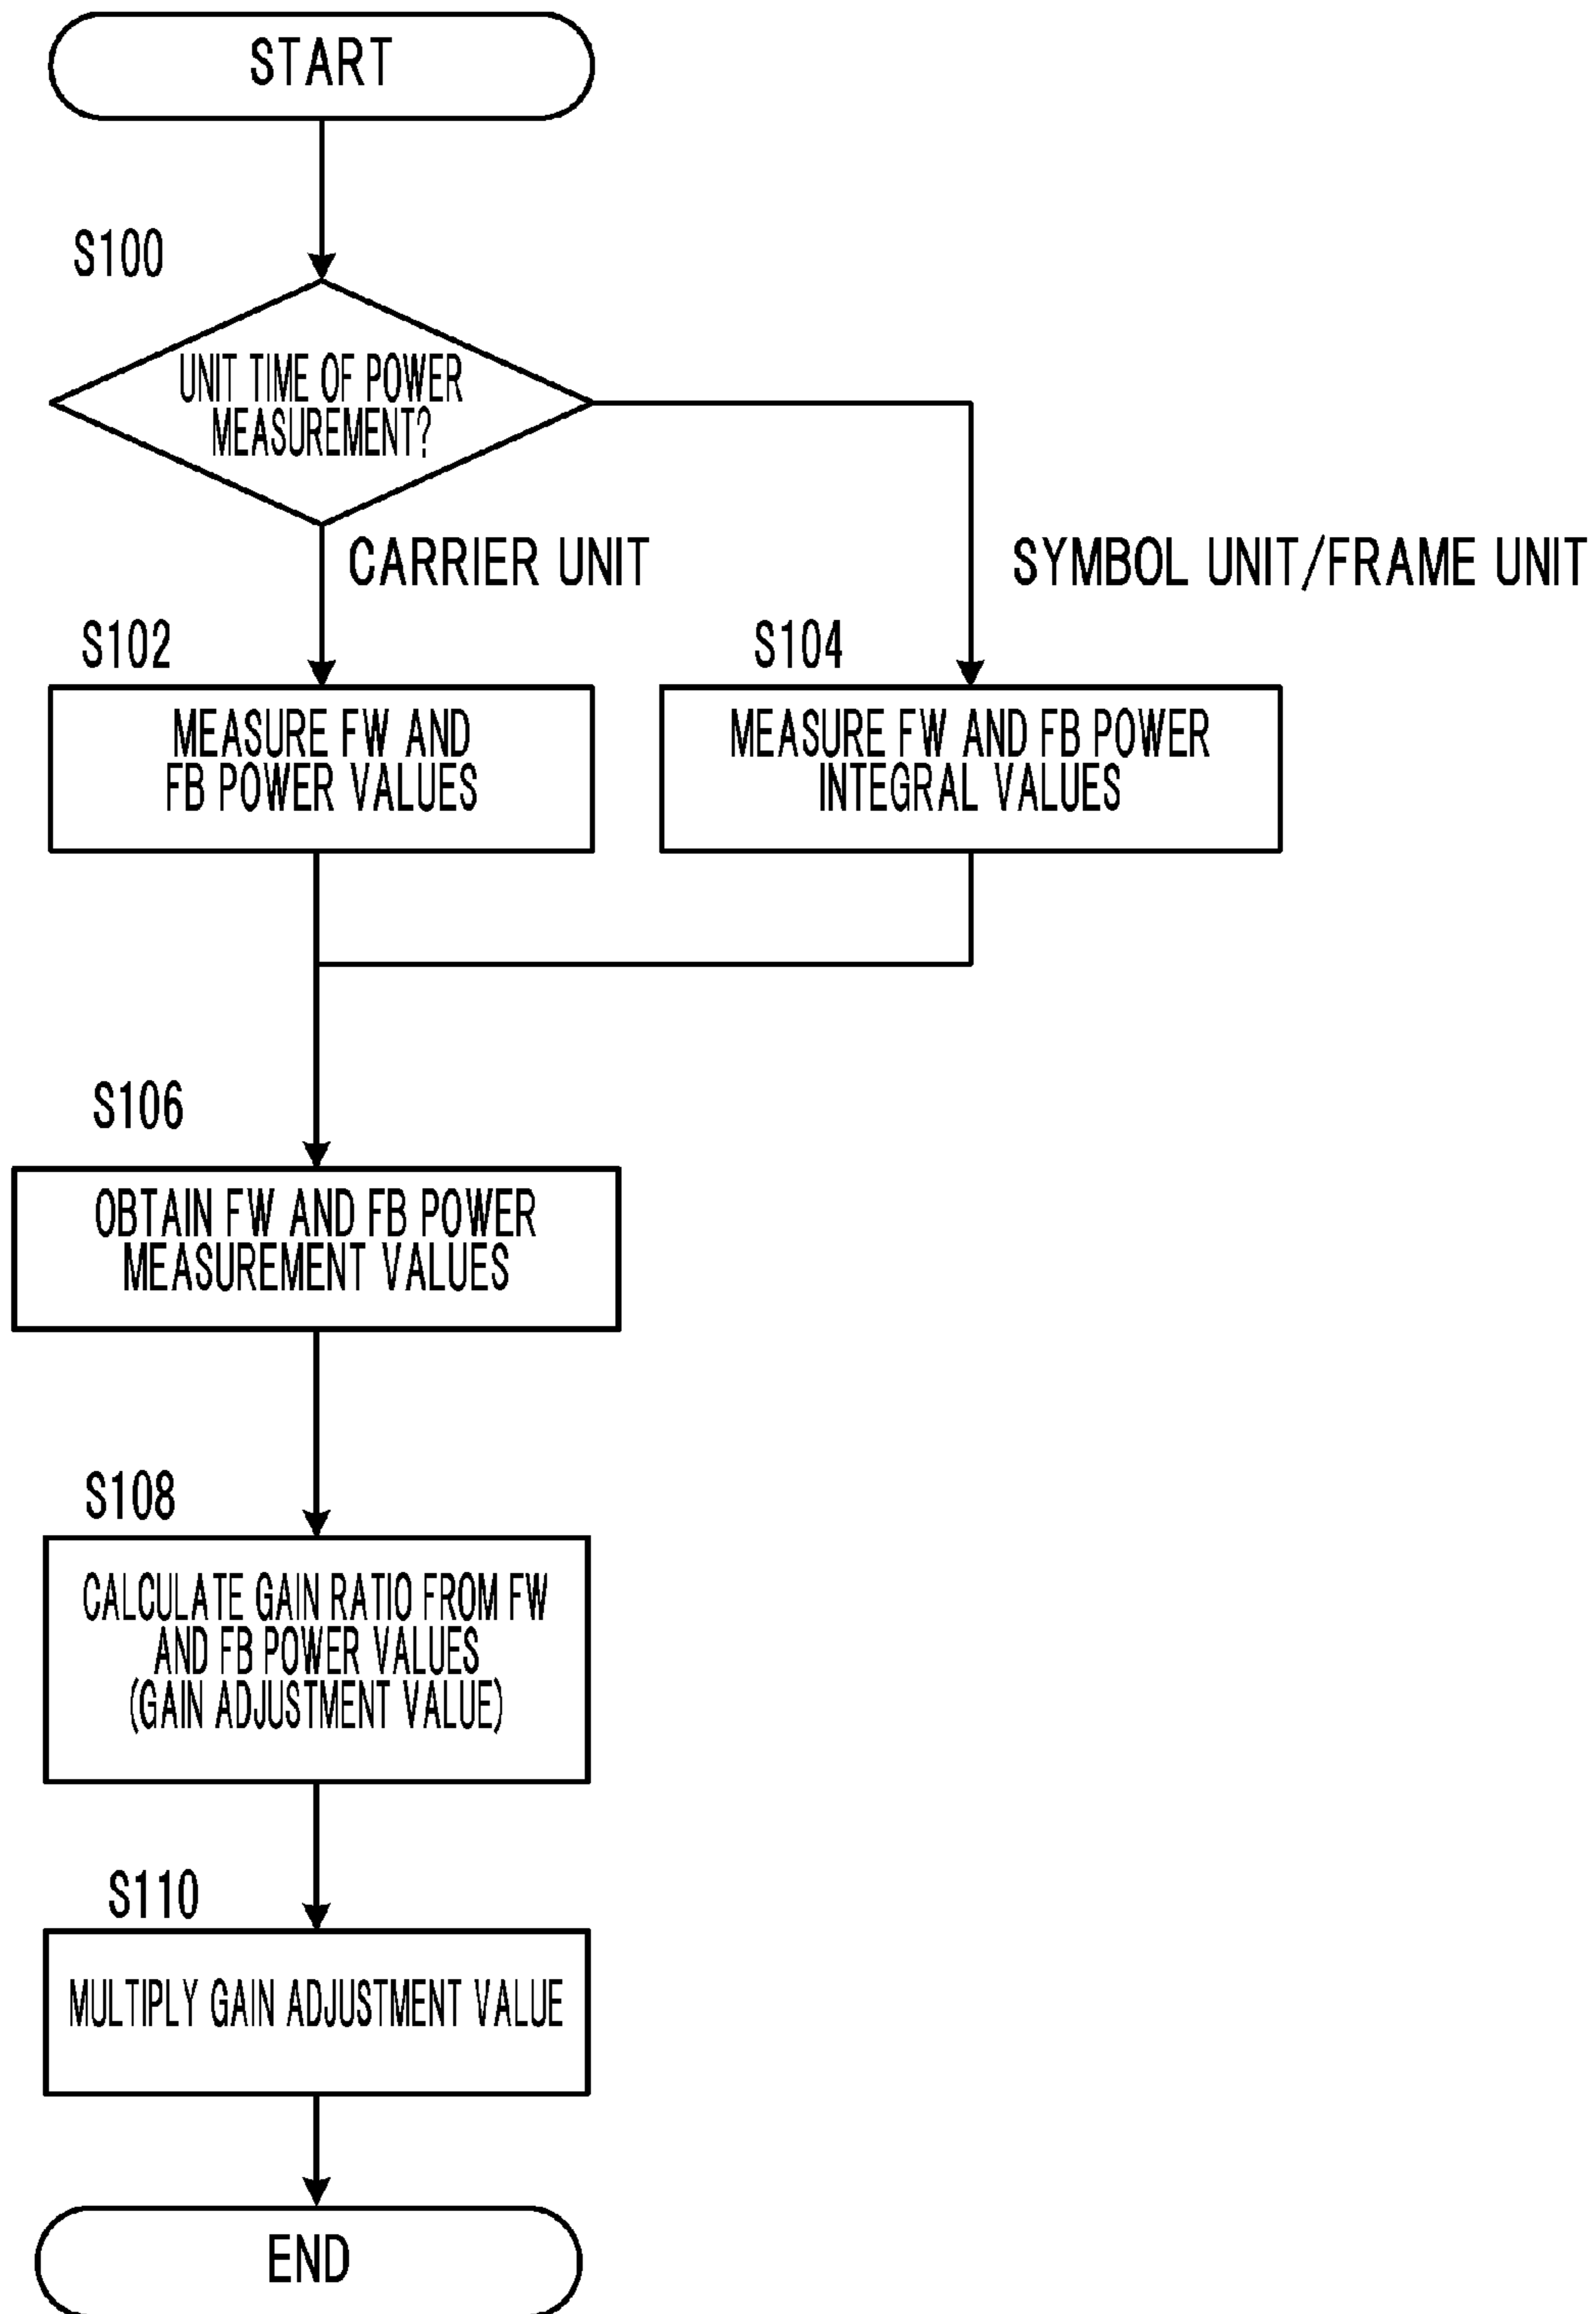 START
S100
UNIT TIME OF POWER
MEASUREMENT?
CARRIER UNIT
SYMBOL UNIT/FRAME UNIT
S102
MEASURE FW AND
FB POWER VALUES
S104
MEASURE FW AND FB POWER
INTEGRAL VALUES
S106
OBTAIN FW AND FB POWER
MEASUREMENT VALUES
S108
CALCULATE GAIN RATIO FROM FW
AND FB POWER VALUES
(GAIN ADJUSTMENT VALUE)
S110
MULTIPLY GAIN ADJUSTMENT VALUE
END